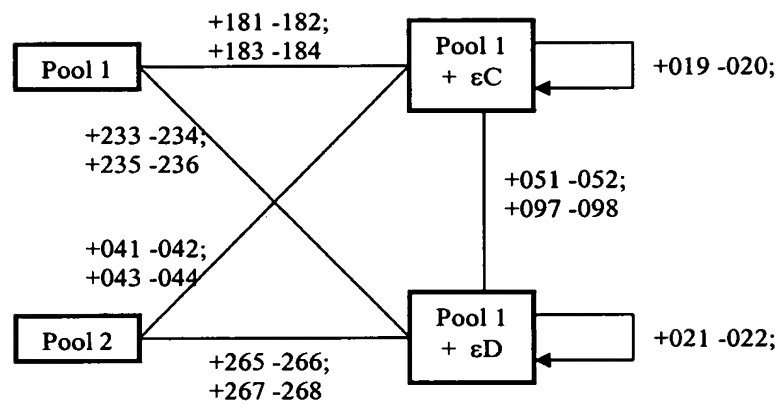 +181 -182;
+183 -184
Pool 1
Pool 1
+ εC
+019 -020;
+233 -234;
+235 -236
+051 -052;
+097 -098
+041 -042;
+043 -044
Pool 2
Pool 1
+ εD
+021 -022;
+265 -266;
+267 -268